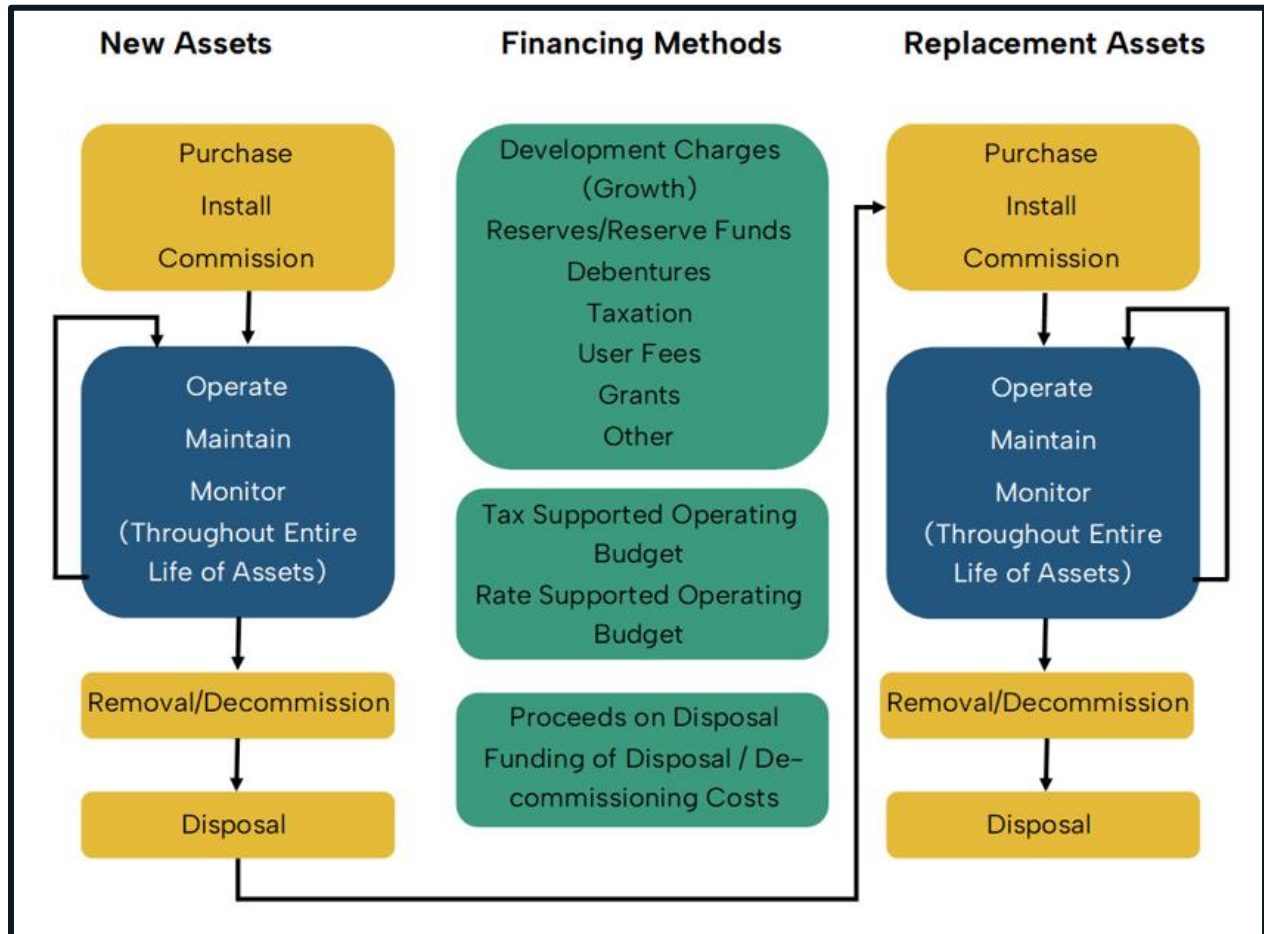 New Assets
Financing Methods
Replacement Assets
Purchase
Install
Commission
Operate
Maintain
Monitor
(Throughout Entire
Life of Assets)
Removal/Decommission
Disposal
Development Charges
(Growth)
Reserves/Reserve Funds
Debentures
Taxation
User Fees
Grants
Other
Tax Supported Operating
Budget
Rate Supported Operating
Budget
Proceeds on Disposal
Funding of Disposal / De-
commissioning Costs
Purchase
Install
Commission
Operate
Maintain
Monitor
(Throughout Entire
Life of Assets)
Removal/Decommission
Disposal